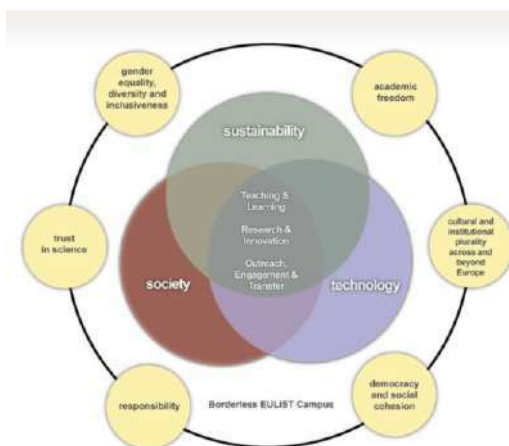 gender
equality,
diversity and
inclusiveness
academic
freedom
sustainability
Teaching &
Learning
Research &
Innovation
Outreach,
Engagement &
Transfer
trust
in science
cultural and
institutional
plurality
across and
beyond
Europe
society
technology
responsibility
Borderless EULiST Campus
democracy
and social
cohesion